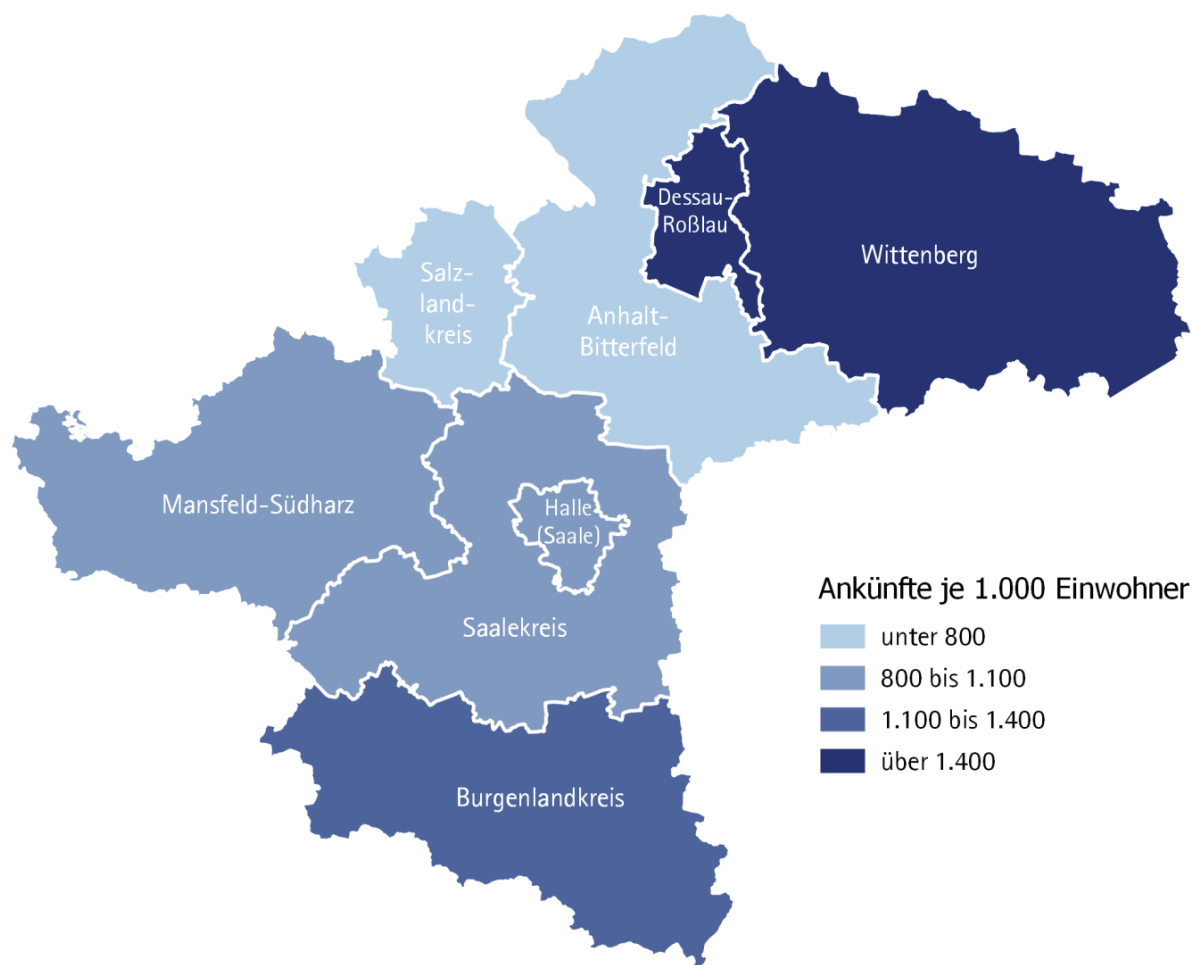 Dessau-
Roßlau
Wittenberg
Salz-
land-
kreis
Anhalt-
Bitterfeld
Mansfeld-Südharz
Halle
(Saale)
Saalekreis
Burgenlandkreis
Ankünfte je 1.000 Einwohner
unter 800
800 bis 1.100
1.100 bis 1.400
über 1.400